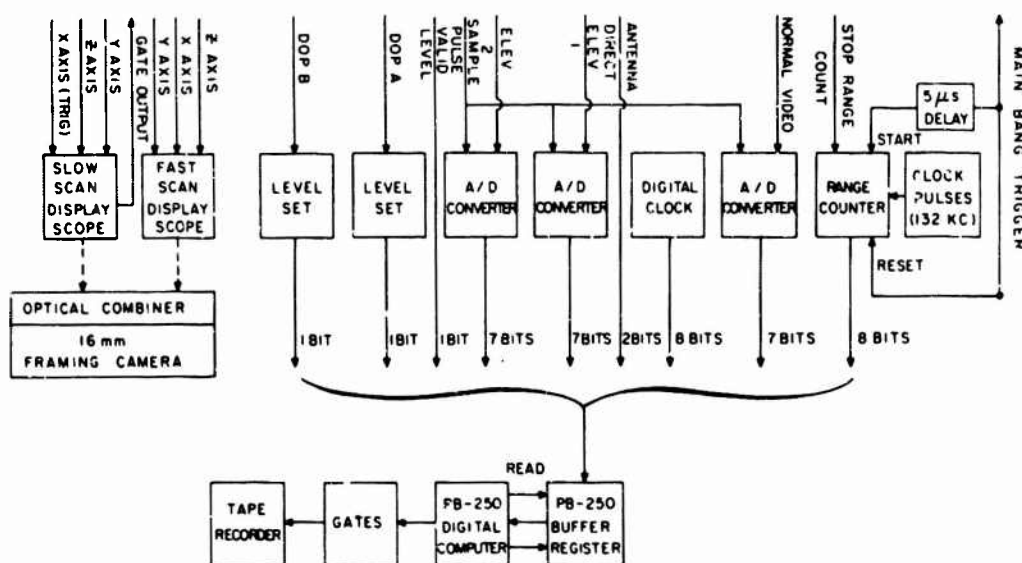 X AXIS (TRIG)
Z AXIS
Y AXIS
GATE OUTPUT
Y AXIS
X AXIS
Z AXIS
DOP B
DOP A
VALID
LEVEL
PULSE
SAMPLE
2
ELEV
ELEV
1
DIRECT
ANTENNA
NORMAL VIDEO
STOP RANGE
COUNT
MAIN BANG TRIGGER
5 μs
DELAY
START
SLOW
SCAN
DISPLAY
SCOPE
FAST
SCAN
DISPLAY
SCOPE
LEVEL
SET
LEVEL
SET
A/D
CONVERTER
A/D
CONVERTER
DIGITAL
CLOCK
A/D
CONVERTER
RANGE
COUNTER
CLOCK
PULSES
(132 KC)
RESET
OPTICAL COMBINER
16 mm
FRAMING CAMERA
1 BIT
1 BIT
1 BIT
7 BITS
7 BITS
2 BITS
8 BITS
7 BITS
8 BITS
READ
TAPE
RECORDER
GATES
PB-250
DIGITAL
COMPUTER
PB-250
BUFFER
REGISTER